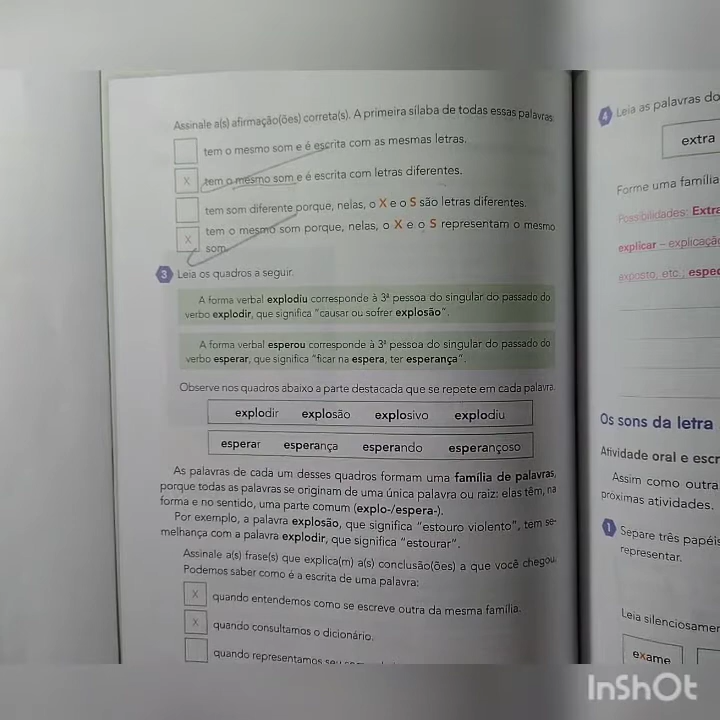 Assinale a(s) afirmação(ões) correta(s). A primeira sílaba de todas essas palavras
tem o mesmo som e é escrita com as mesmas letras.
X tem o mesmo som e é escrita com letras diferentes.
tem som diferente porque, nelas, o X e o S são letras diferentes.
X tem o mesmo som porque, nelas, o X e o S representam o mesmo
som.
3 Leia os quadros a seguir.
A forma verbal explodiu corresponde à 3ª pessoa do singular do passado do
verbo explodir, que significa “causar ou sofrer explosão”.
A forma verbal esperou corresponde à 3ª pessoa do singular do passado do
verbo esperar, que significa “ficar na espera, ter esperança”.
Observe nos quadros abaixo a parte destacada que se repete em cada palavra.
explodir explosão explosivo explodiu
esperar esperança esperando esperançoso
As palavras de cada um desses quadros formam uma família de palavras,
porque todas as palavras se originam de uma única palavra ou raiz: elas têm, na
forma e no sentido, uma parte comum (explo-/espera-).
Por exemplo, a palavra explosão, que significa “estouro violento”, tem se-
melhança com a palavra explodir, que significa “estourar”.
Assinale a(s) frase(s) que explica(m) a(s) conclusão(ões) a que você chegou.
Podemos saber como é a escrita de uma palavra:
X quando entendemos como se escreve outra da mesma família.
X quando consultamos o dicionário.
quando representamos
4 Leia as palavras do
extra
Forme uma família
Possibilidades: Extra
explicar – explicação
exposto, etc.; espec
Os sons da letra
Atividade oral e escr
Assim como outra
próximas atividades.
1 Separe três papéis
representar.
Leia silenciosamen
exame
InShOt